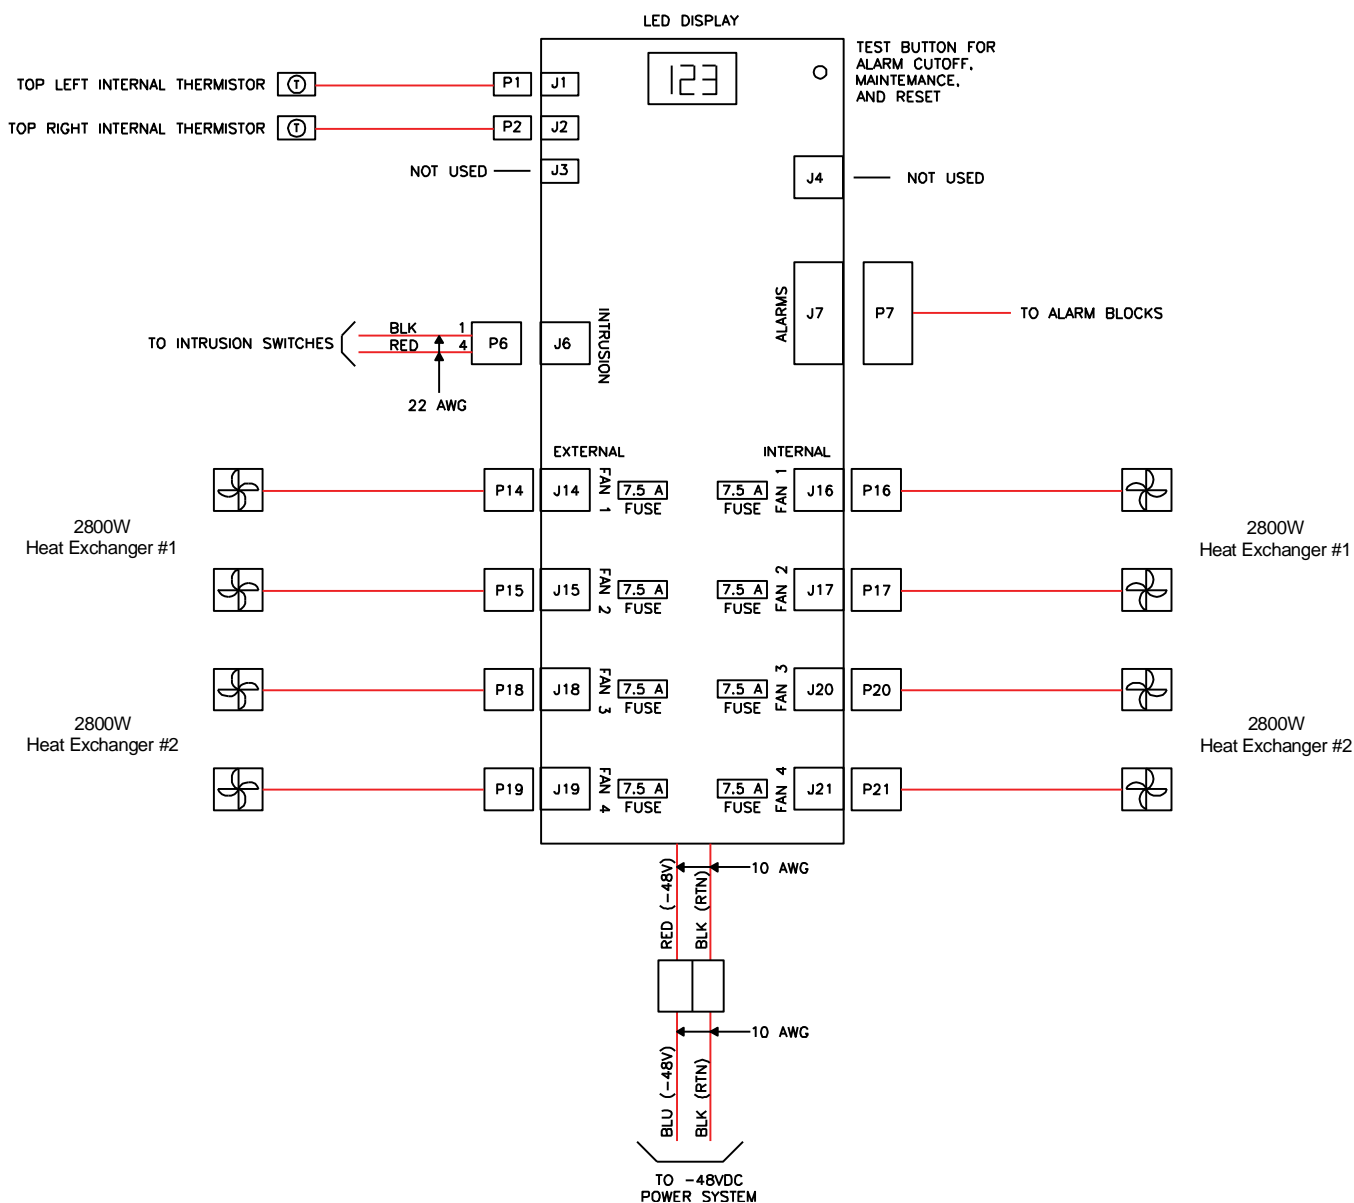 LED DISPLAY
123
TEST BUTTON FOR
ALARM CUTOFF,
MAINTEMANCE,
AND RESET
TOP LEFT INTERNAL THERMISTOR
T
P1
J1
TOP RIGHT INTERNAL THERMISTOR
T
P2
J2
NOT USED
J3
J4
NOT USED
ALARMS
J7
P7
TO ALARM BLOCKS
TO INTRUSION SWITCHES
BLK 1
RED 4
P6
J6
INTRUSION
22 AWG
EXTERNAL
INTERNAL
P14
J14
FAN 1
7.5 A
FUSE
7.5 A
FUSE
FAN 1
J16
P16
2800W
Heat Exchanger #1
2800W
Heat Exchanger #1
P15
J15
FAN 2
7.5 A
FUSE
7.5 A
FUSE
FAN 2
J17
P17
P18
J18
FAN 3
7.5 A
FUSE
7.5 A
FUSE
FAN 3
J20
P20
2800W
Heat Exchanger #2
2800W
Heat Exchanger #2
P19
J19
FAN 4
7.5 A
FUSE
7.5 A
FUSE
FAN 4
J21
P21
RED (-48V)
BLK (RTN)
10 AWG
BLU (-48V)
BLK (RTN)
10 AWG
TO -48VDC
POWER SYSTEM